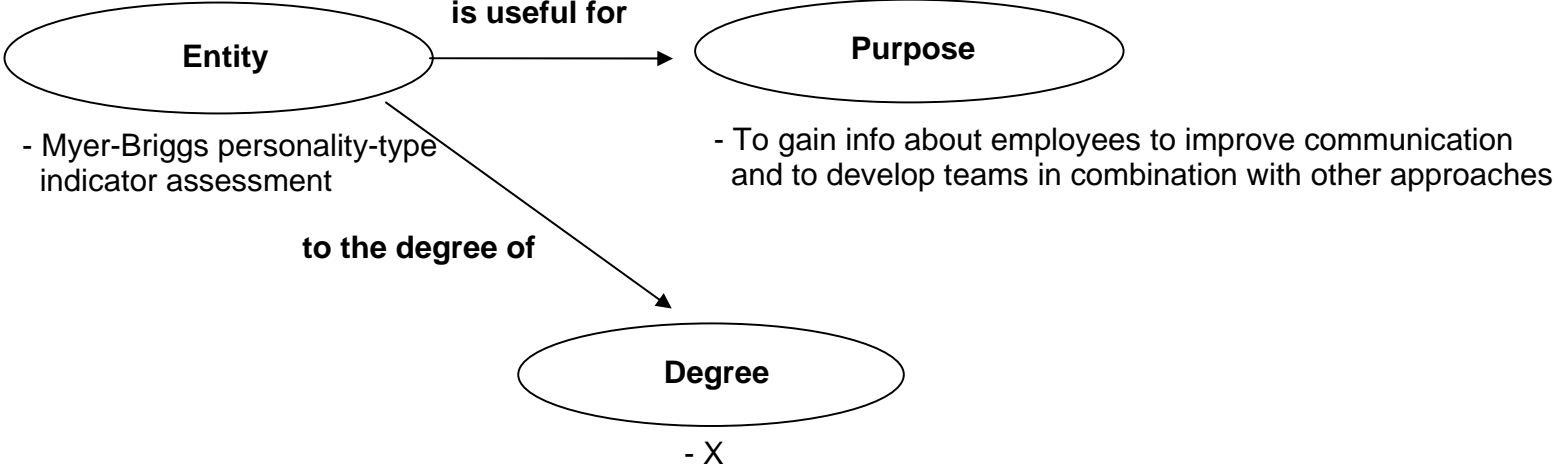 is useful for
Entity
Purpose
- Myer-Briggs personality-type
indicator assessment
- To gain info about employees to improve communication
and to develop teams in combination with other approaches
to the degree of
Degree
- X